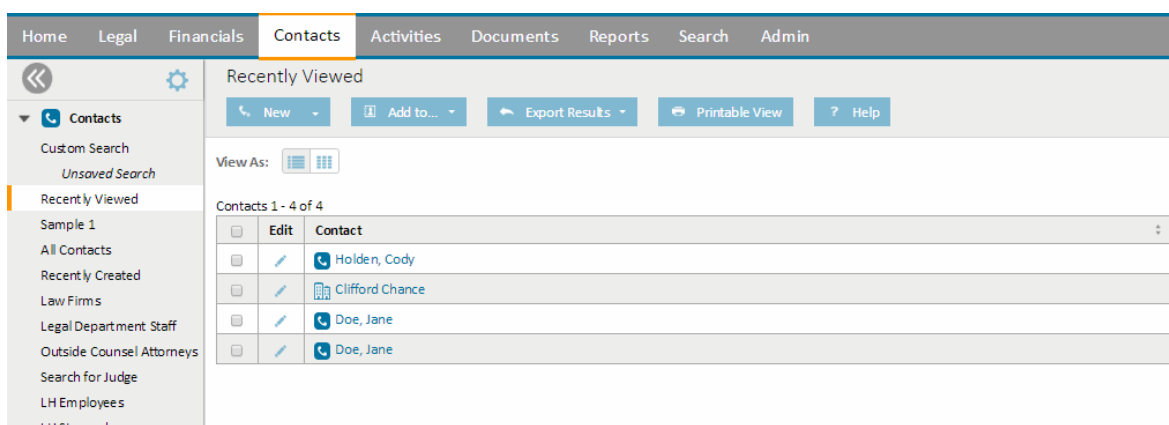 Home Legal Financials Contacts Activities Documents Reports Search Admin
Recently Viewed
New Add to... Export Results Printable View ? Help
Contacts
Custom Search
Unsaved Search
Recently Viewed
Sample 1
All Contacts
Recently Created
Law Firms
Legal Department Staff
Outside Counsel Attorneys
Search for Judge
LH Employees
View As:
Contacts 1 - 4 of 4
Edit Contact
Holden, Cody
Clifford Chance
Doe, Jane
Doe, Jane